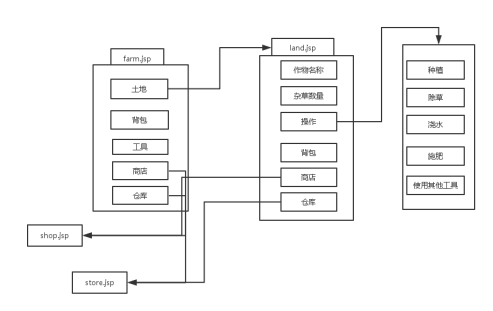 farm.jsp
土地
背包
工具
商店
仓库
land.jsp
作物名称
杂草数量
操作
背包
商店
仓库
种植
除草
浇水
施肥
使用其他工具
shop.jsp
store.jsp